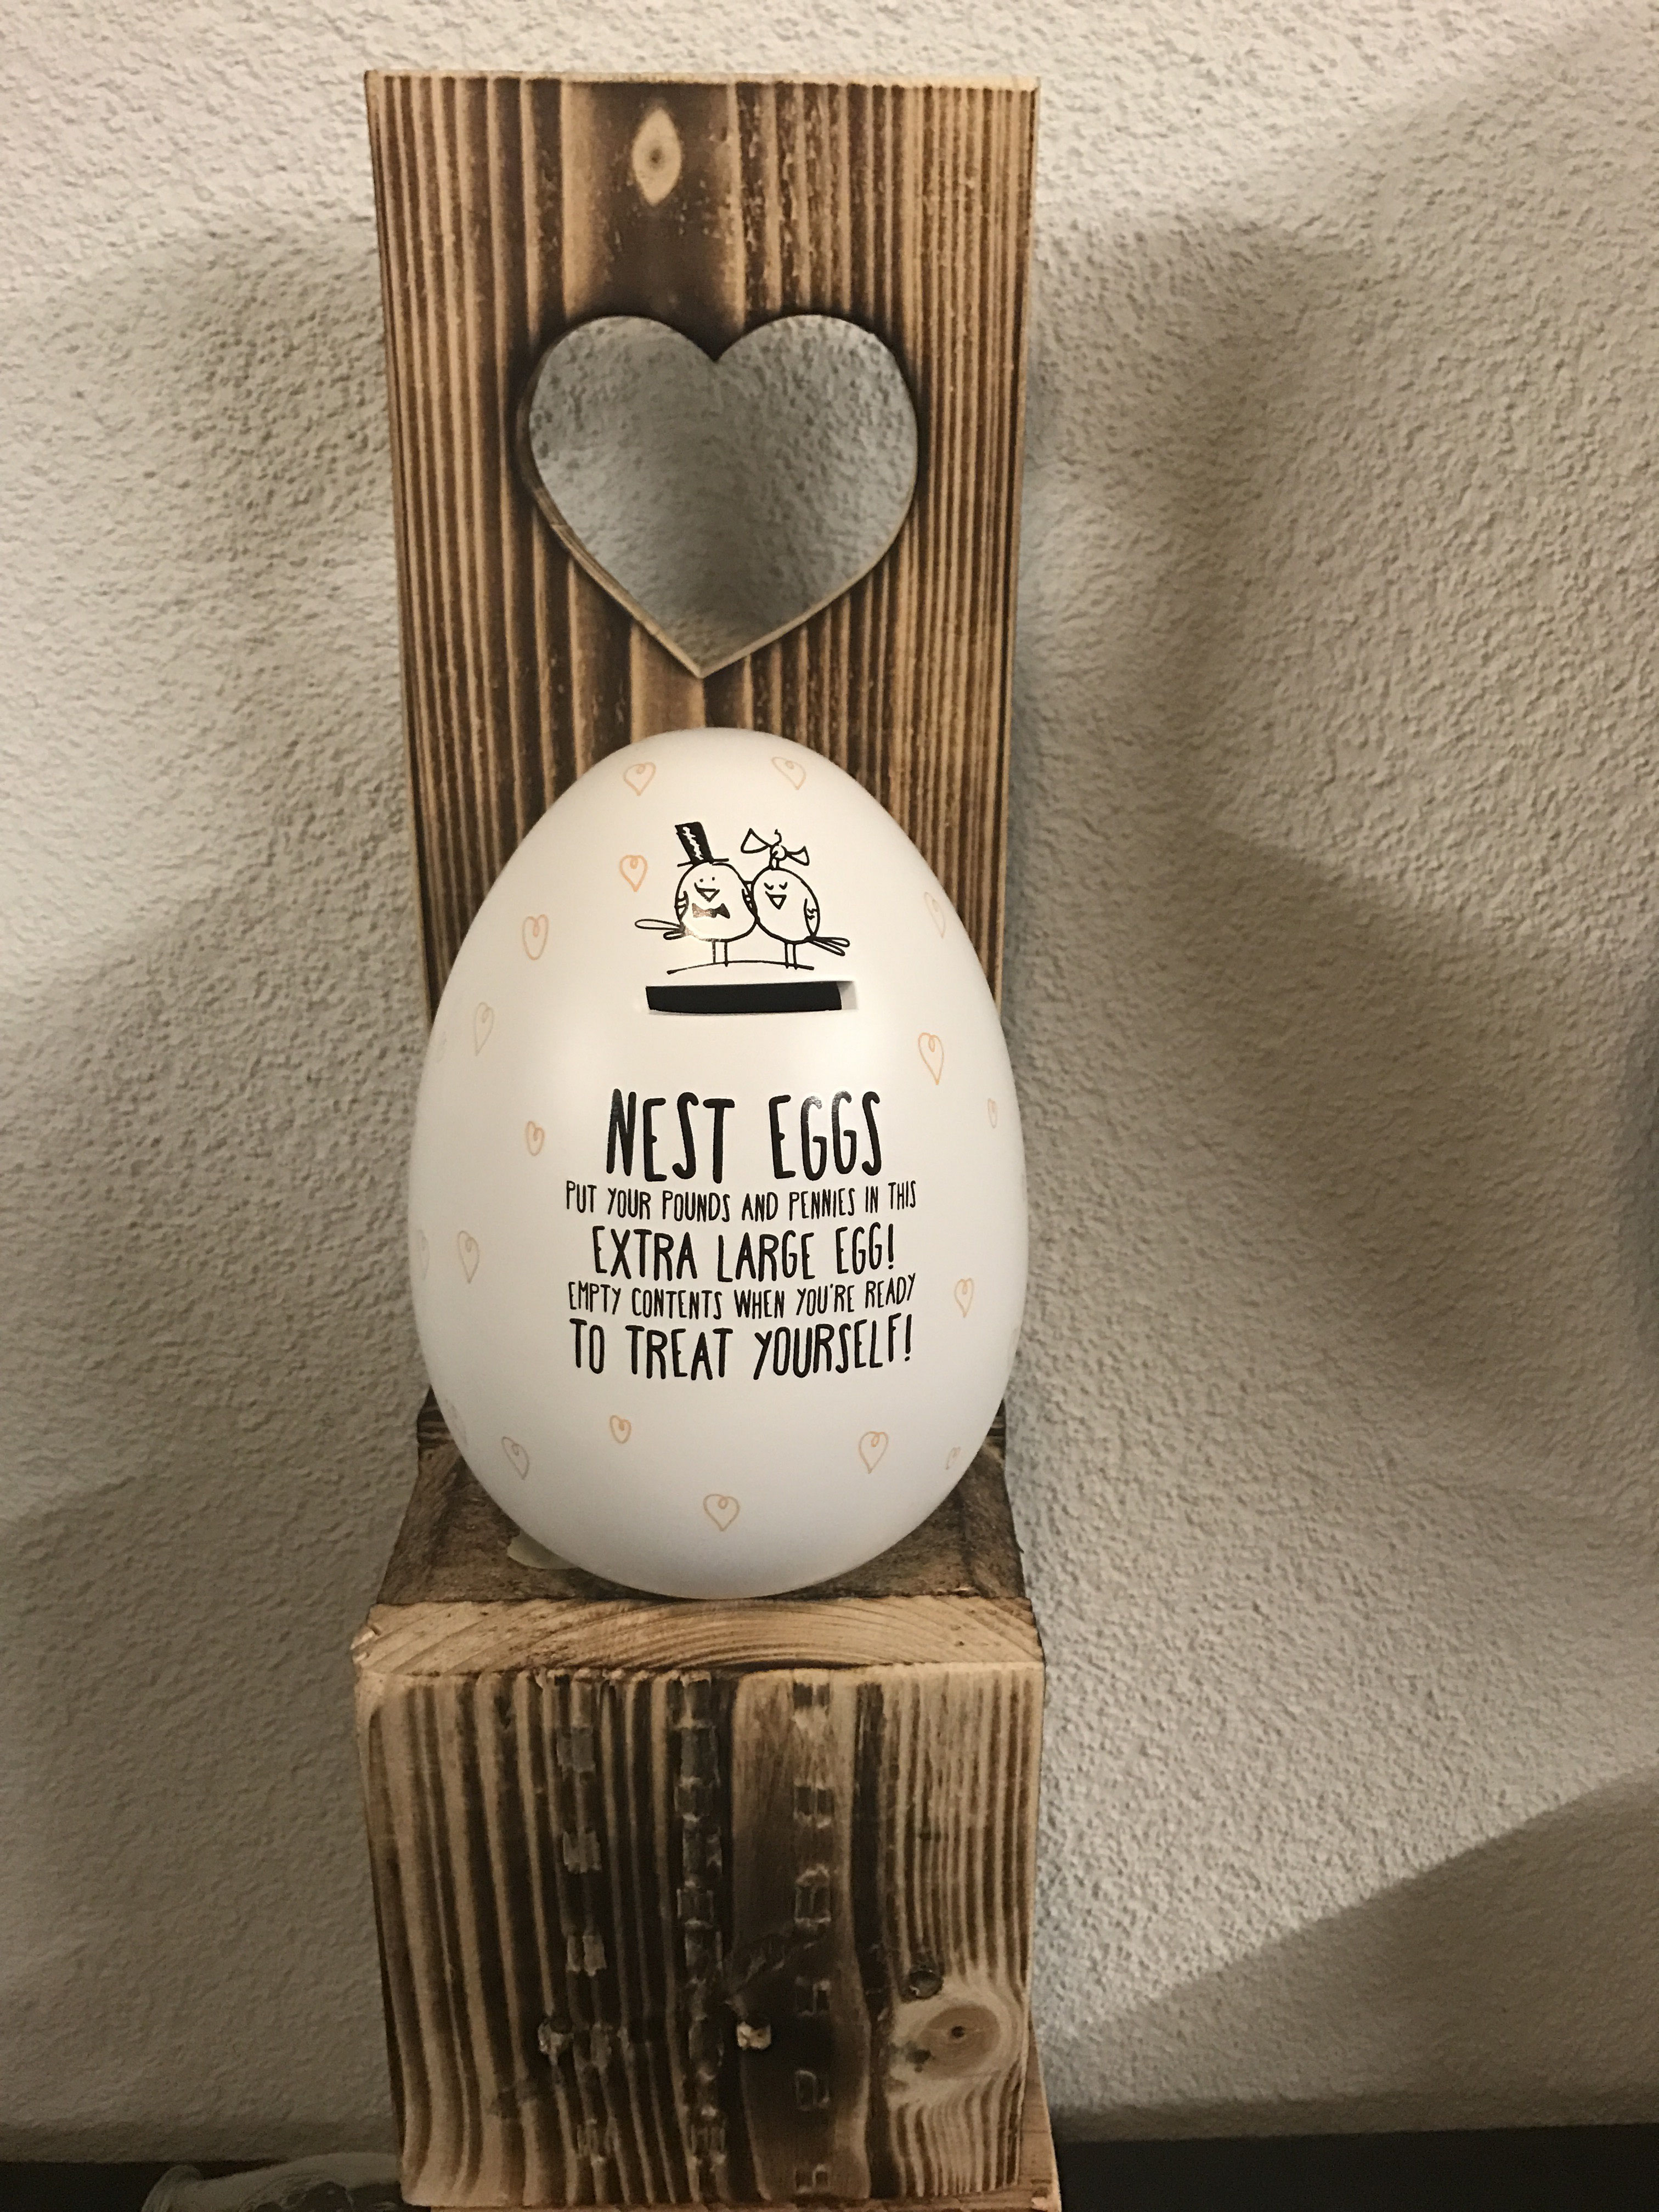 NEST EGGS
PUT YOUR POUNDS AND PENNIES IN THIS
EXTRA LARGE EGG!
EMPTY CONTENTS WHEN YOU'RE READY
TO TREAT YOURSELF!